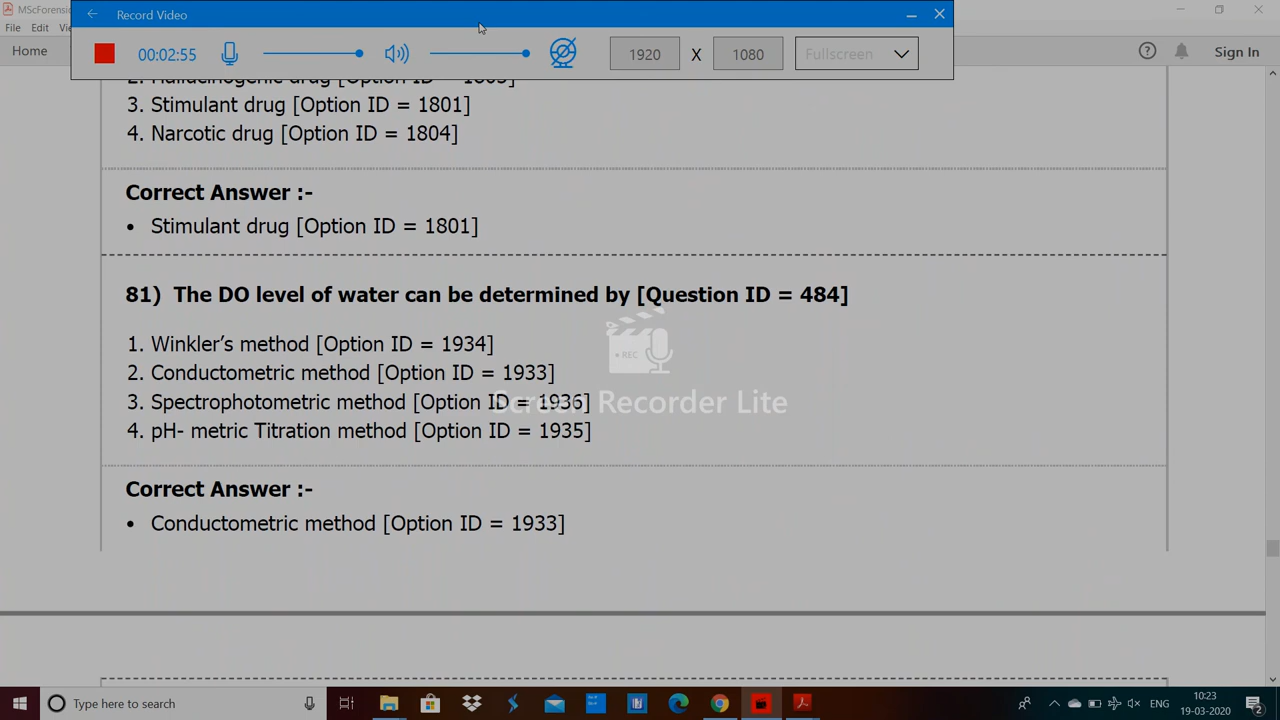 MScForensi
Record Video
File Edit Vi
00:02:55
1920 X 1080 Fullscreen
Home
Sign In
3. Stimulant drug [Option ID = 1801]
4. Narcotic drug [Option ID = 1804]
Correct Answer :-
• Stimulant drug [Option ID = 1801]
81) The DO level of water can be determined by [Question ID = 484]
1. Winkler’s method [Option ID = 1934]
2. Conductometric method [Option ID = 1933]
3. Spectrophotometric method [Option ID = 1936]
4. pH- metric Titration method [Option ID = 1935]
• REC
Screen Recorder Lite
Correct Answer :-
• Conductometric method [Option ID = 1933]
Type here to search
ENG
10:23
19-03-2020
2